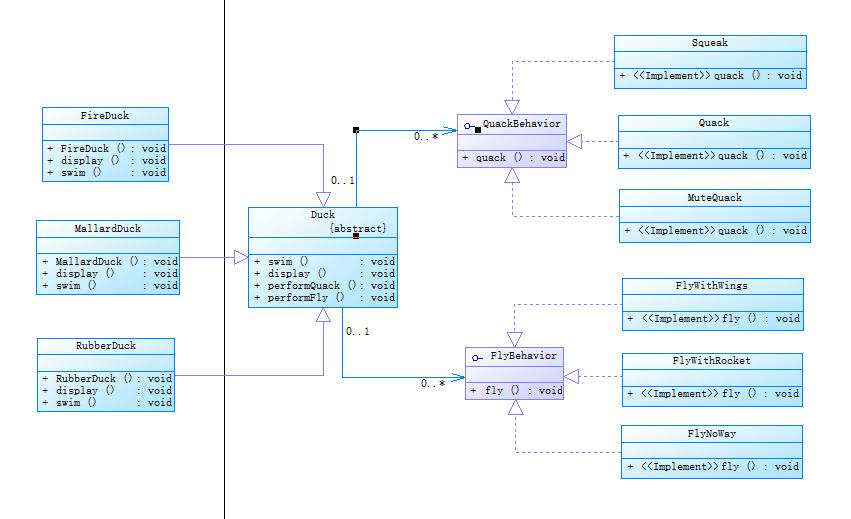 FireDuck
+ FireDuck () : void
+ display () : void
+ swim () : void
MallardDuck
+ MallardDuck () : void
+ display () : void
+ swim () : void
RubberDuck
+ RubberDuck () : void
+ display () : void
+ swim () : void
Duck
{abstract}
+ swim () : void
+ display () : void
+ performQuack () : void
+ performFly () : void
0..1
0..*
0..1
0..*
QuackBehavior
+ quack () : void
FlyBehavior
+ fly () : void
Squeak
+ <<Implement>> quack () : void
Quack
+ <<Implement>> quack () : void
MuteQuack
+ <<Implement>> quack () : void
FlyWithWings
+ <<Implement>> fly () : void
FlyWithRocket
+ <<Implement>> fly () : void
FlyNoWay
+ <<Implement>> fly () : void